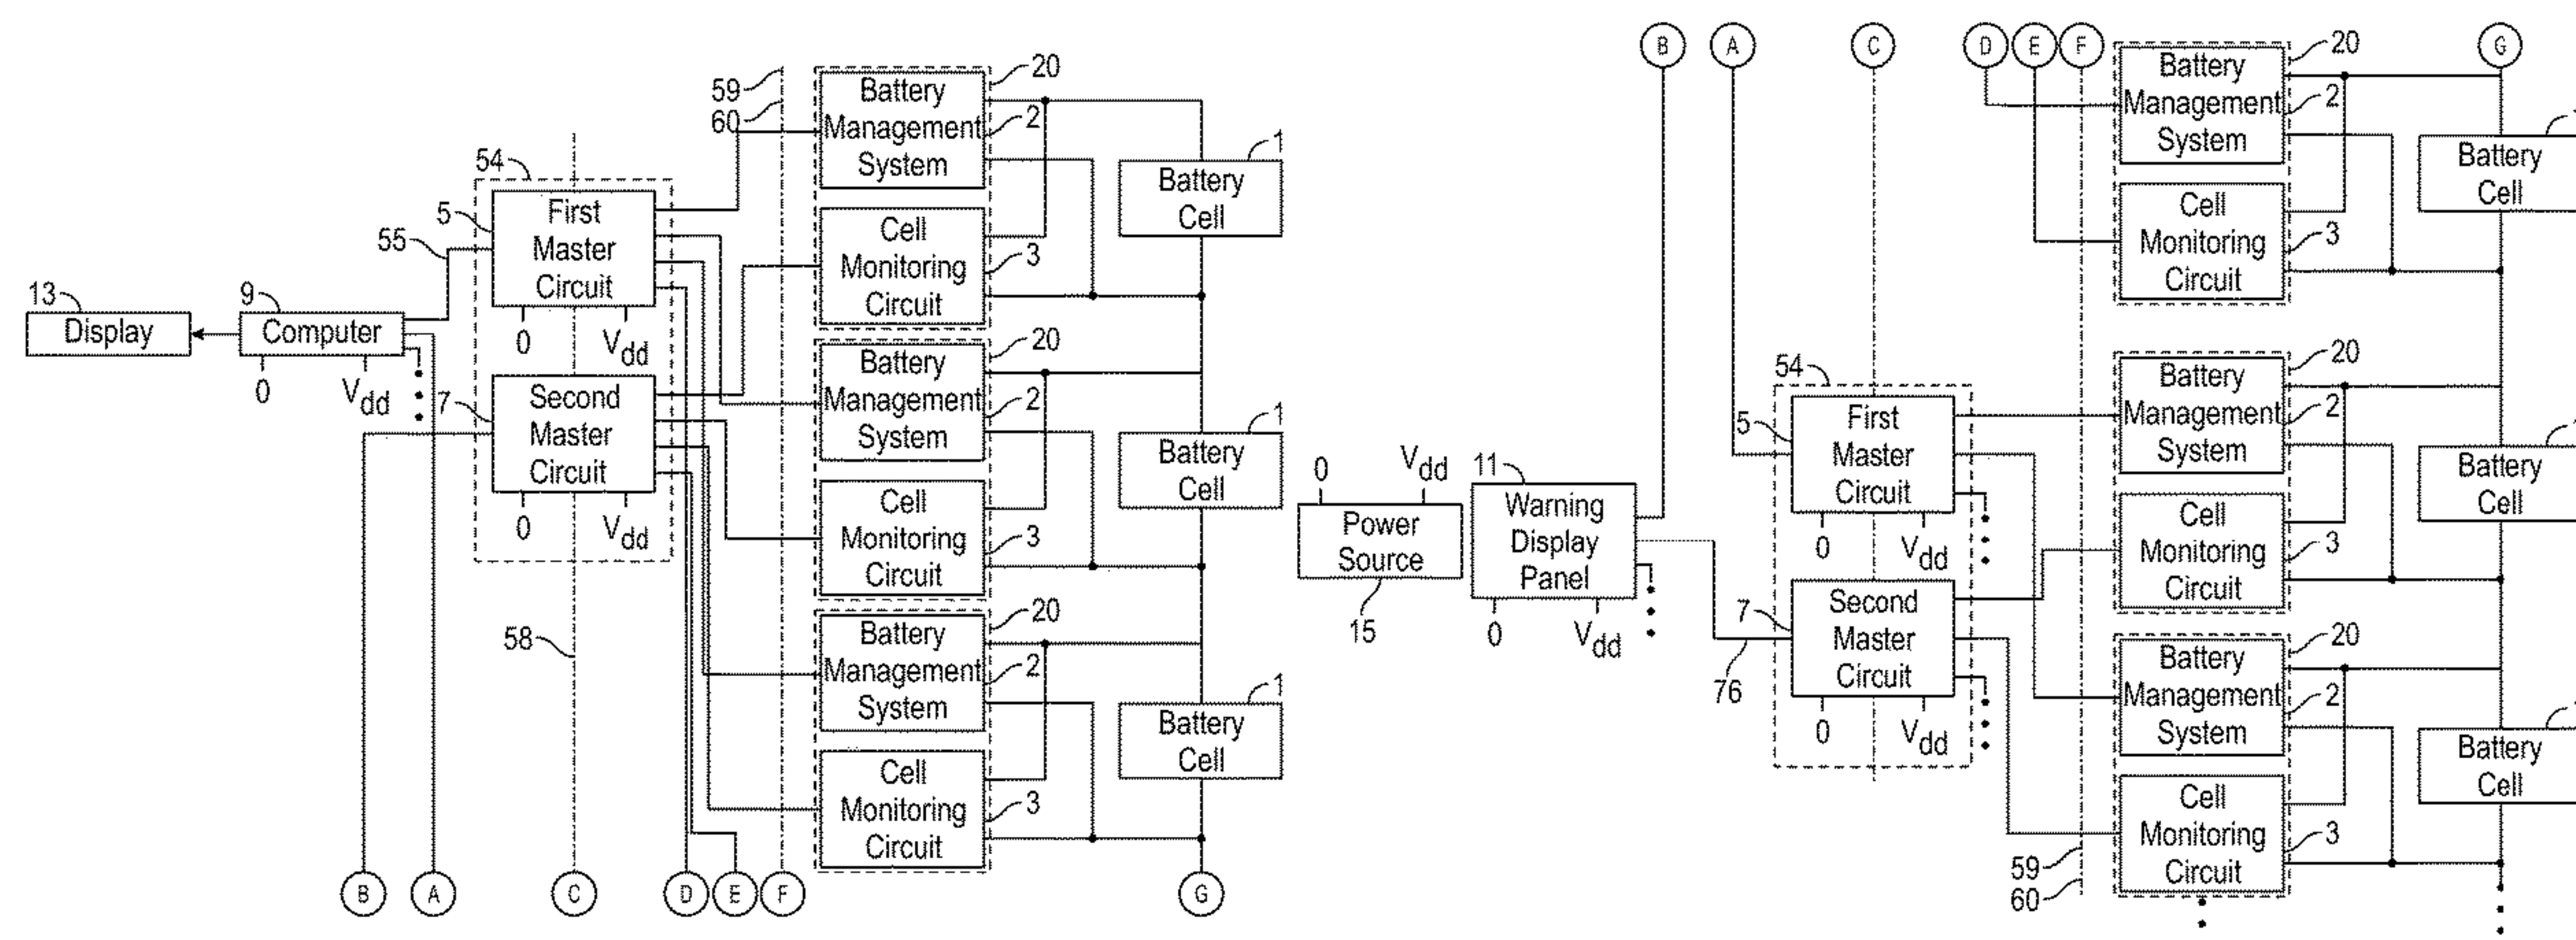 59
60
20
Battery
Management
System
2
Cell
Monitoring
Circuit
3
1
Battery
Cell
54
5
First
Master
Circuit
0
Vdd
55
13
Display
9
Computer
0
Vdd
7
Second
Master
Circuit
0
Vdd
20
Battery
Management
System
2
Cell
Monitoring
Circuit
3
1
Battery
Cell
58
20
Battery
Management
System
2
Cell
Monitoring
Circuit
3
1
Battery
Cell
B
A
C
D
E
F
G
B
A
C
D
E
F
G
20
Battery
Management
System
2
Cell
Monitoring
Circuit
3
Battery
Cell
0
Vdd
Power
Source
15
11
Warning
Display
Panel
0
Vdd
54
5
First
Master
Circuit
0
Vdd
7
Second
Master
Circuit
0
Vdd
76
20
Battery
Management
System
2
Cell
Monitoring
Circuit
3
Battery
Cell
20
Battery
Management
System
2
Cell
Monitoring
Circuit
3
Battery
Cell
59
60